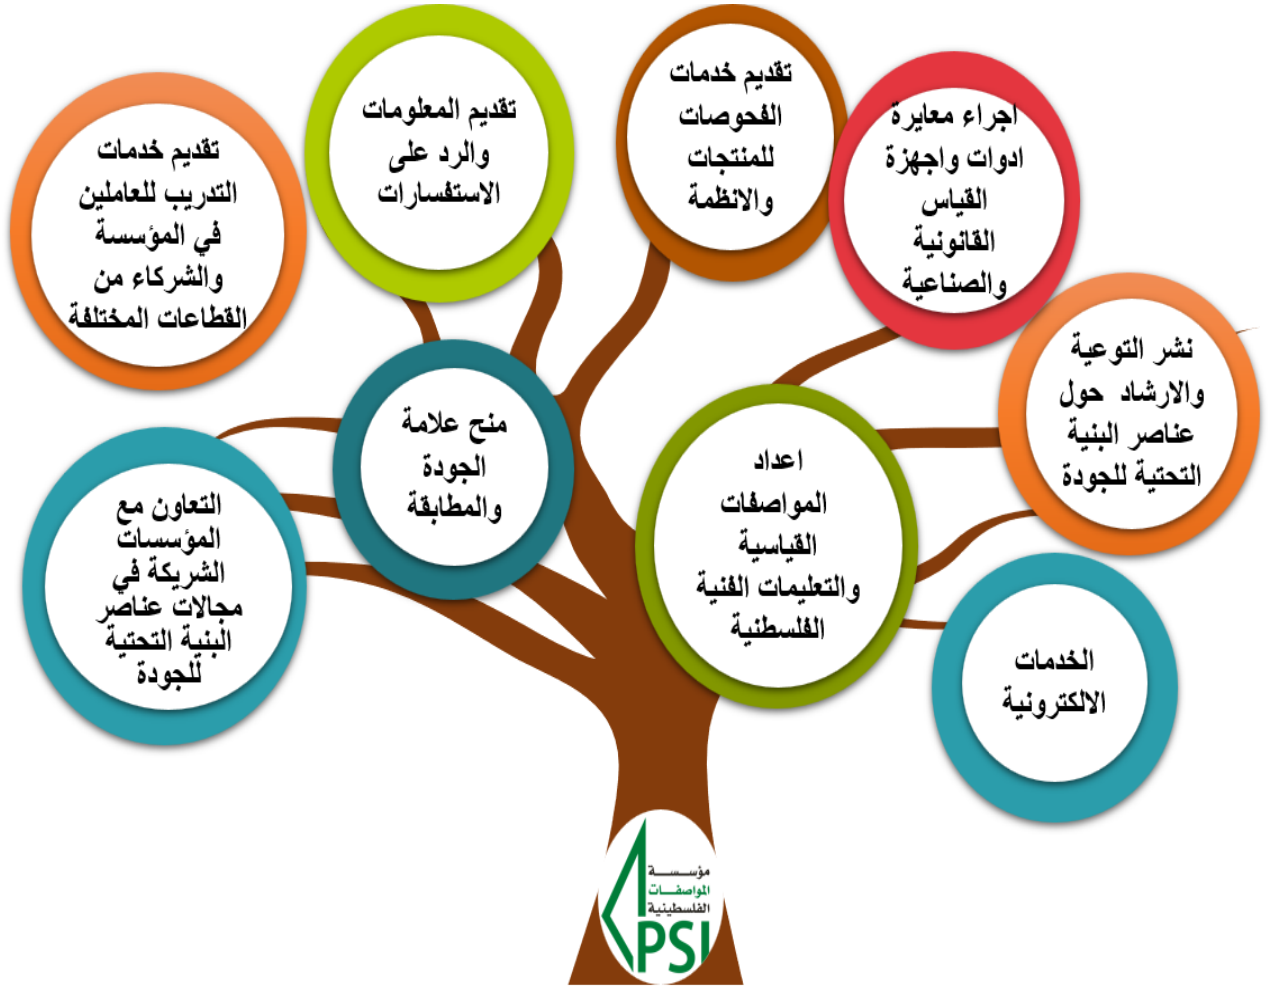 تقديم خدمات
الفحوصات
للمنتجات
والانظمة
اجراء معايرة
ادوات واجهزة
القياس
القانونية
والصناعية
تقديم المعلومات
والرد على
الاستفسارات
تقديم خدمات
التدريب للعاملين
في المؤسسة
والشركاء من
القطاعات المختلفة
نشر التوعية
والارشاد حول
عناصر البنية
التحتية للجودة
منح علامة
الجودة
والمطابقة
اعداد
المواصفات
القياسية
والتعليمات الفنية
الفلسطنية
التعاون مع
المؤسسات
الشريكة في
مجالات عناصر
البنية التحتية
للجودة
الخدمات
الالكترونية
مؤسسة
المواصفات
الفلسطينية
PSI